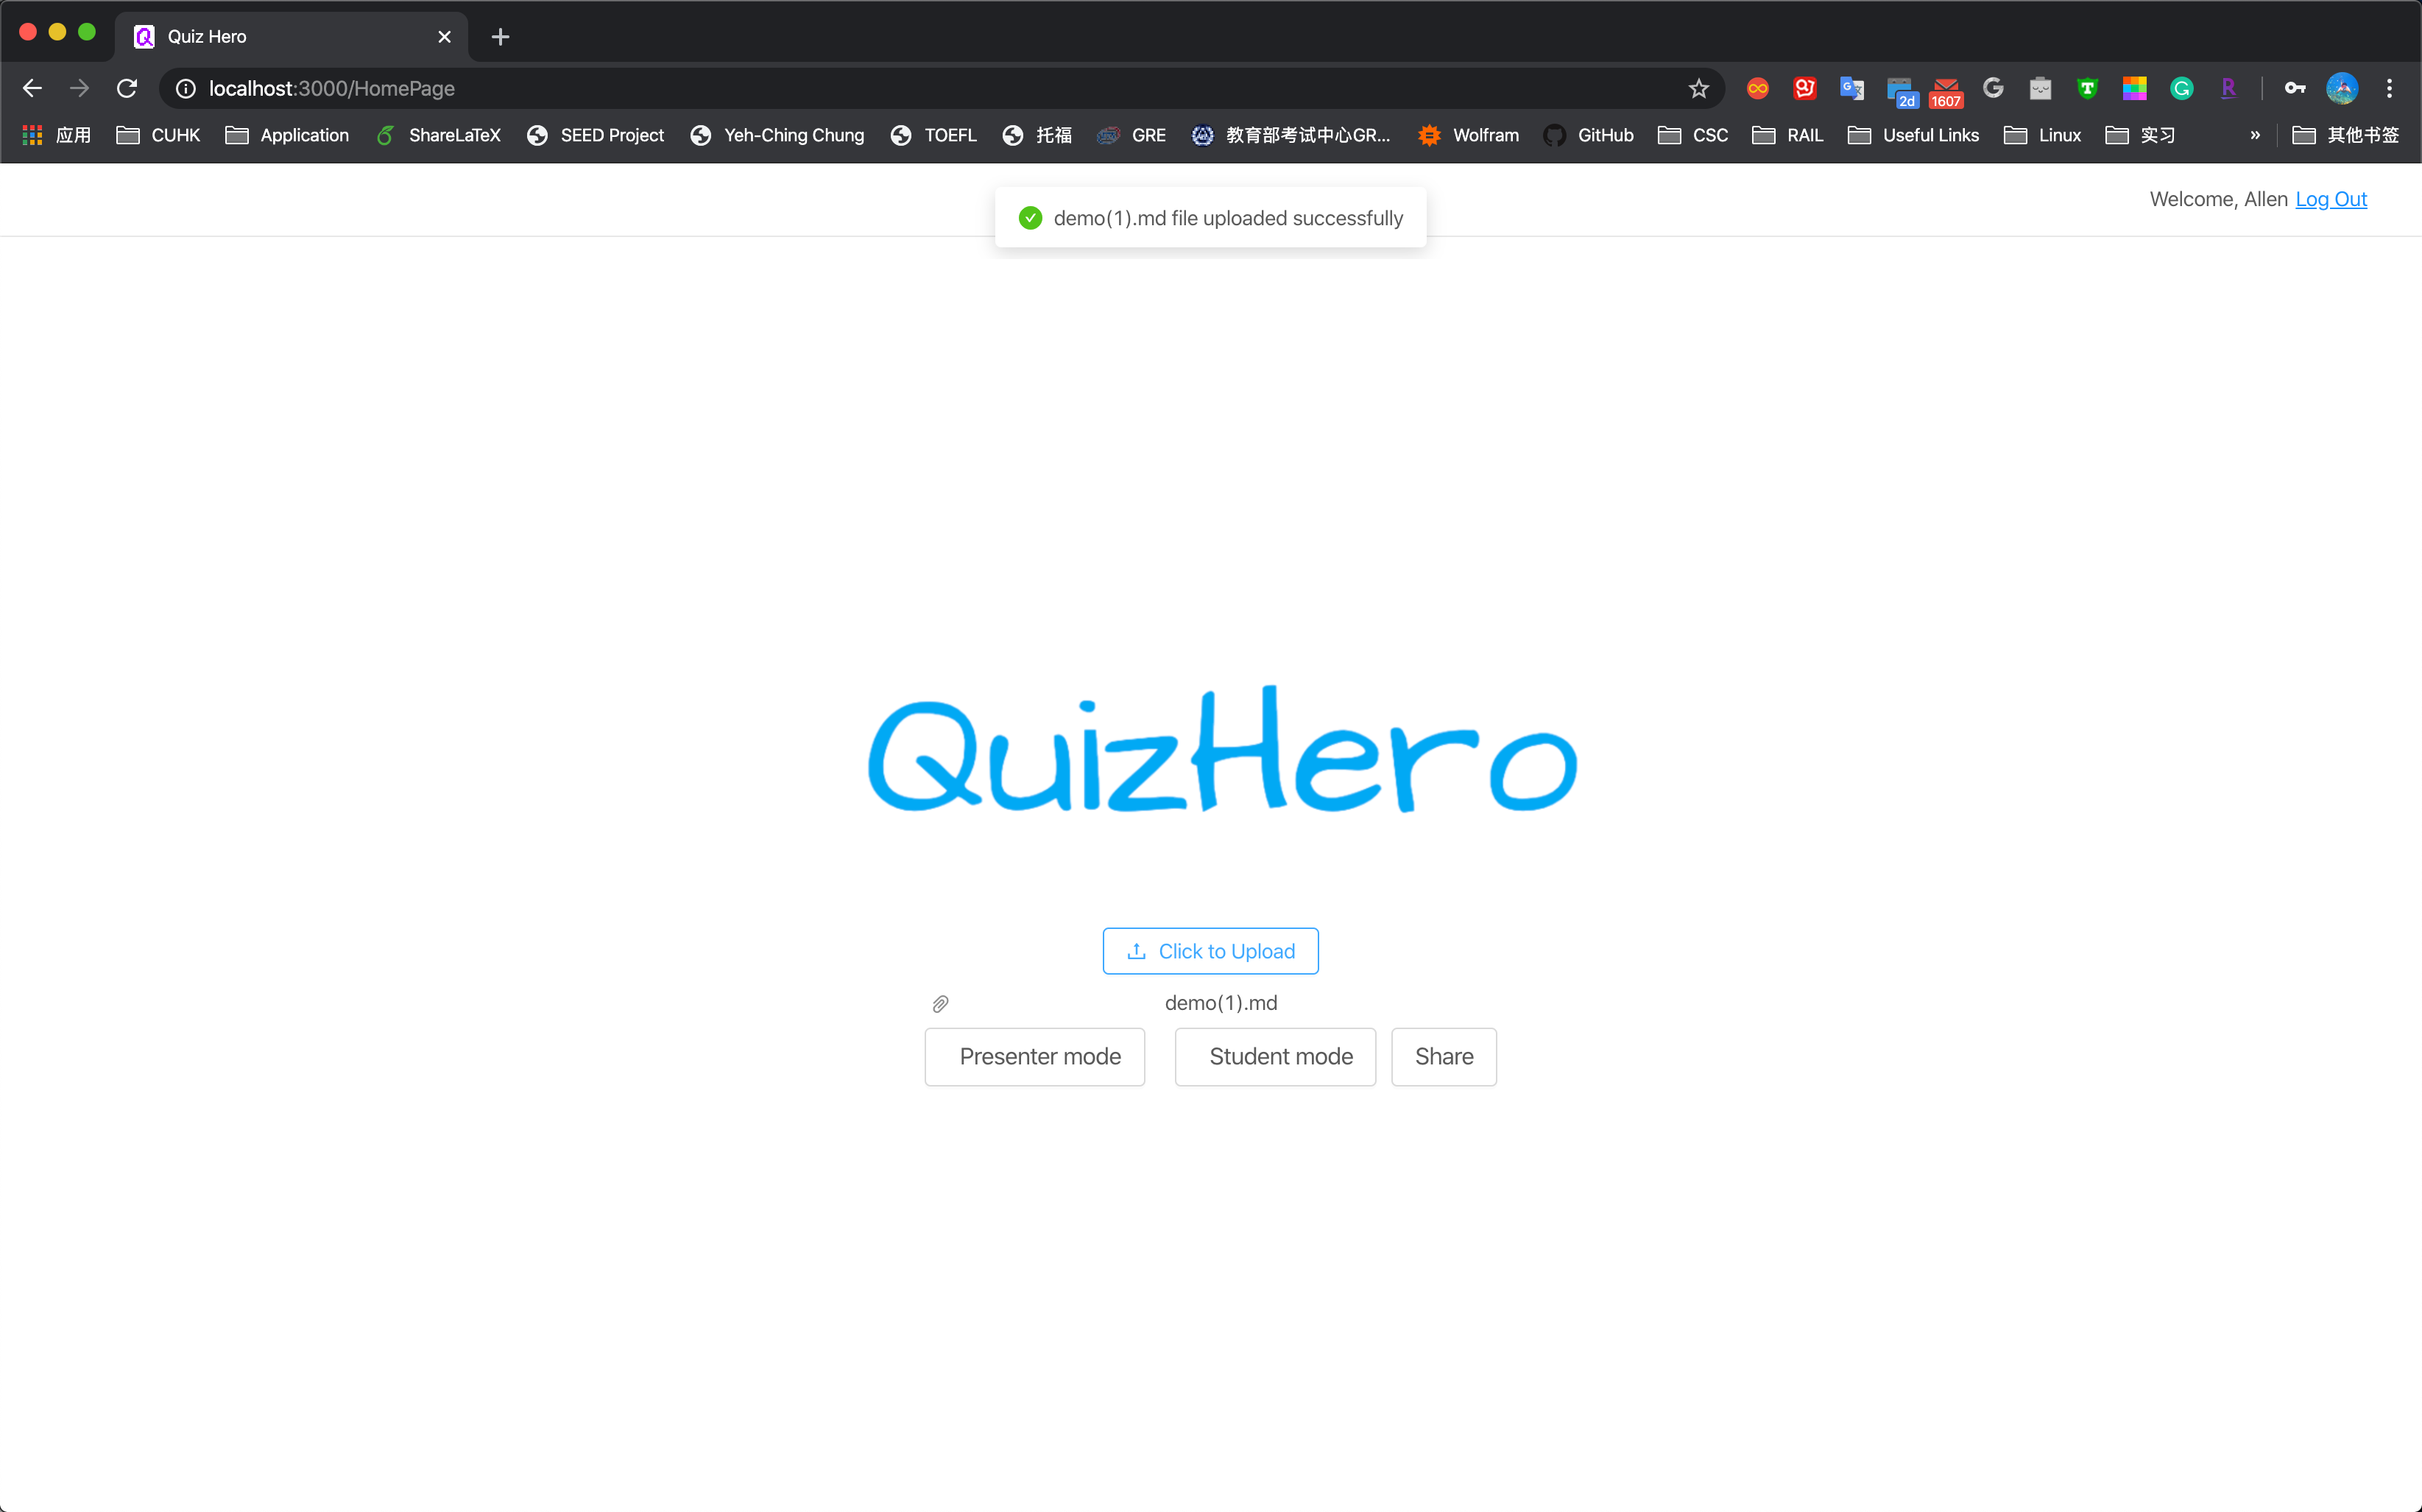 Quiz Hero
localhost:3000/HomePage
2d
1607
应用 CUHK Application ShareLaTeX SEED Project Yeh-Ching Chung TOEFL 托福 GRE 教育部考试中心GR... Wolfram GitHub CSC RAIL Useful Links Linux 实习 » 其他书签
demo(1).md file uploaded successfully
Welcome, Allen Log Out
QuizHero
Click to Upload
demo(1).md
Presenter mode Student mode Share